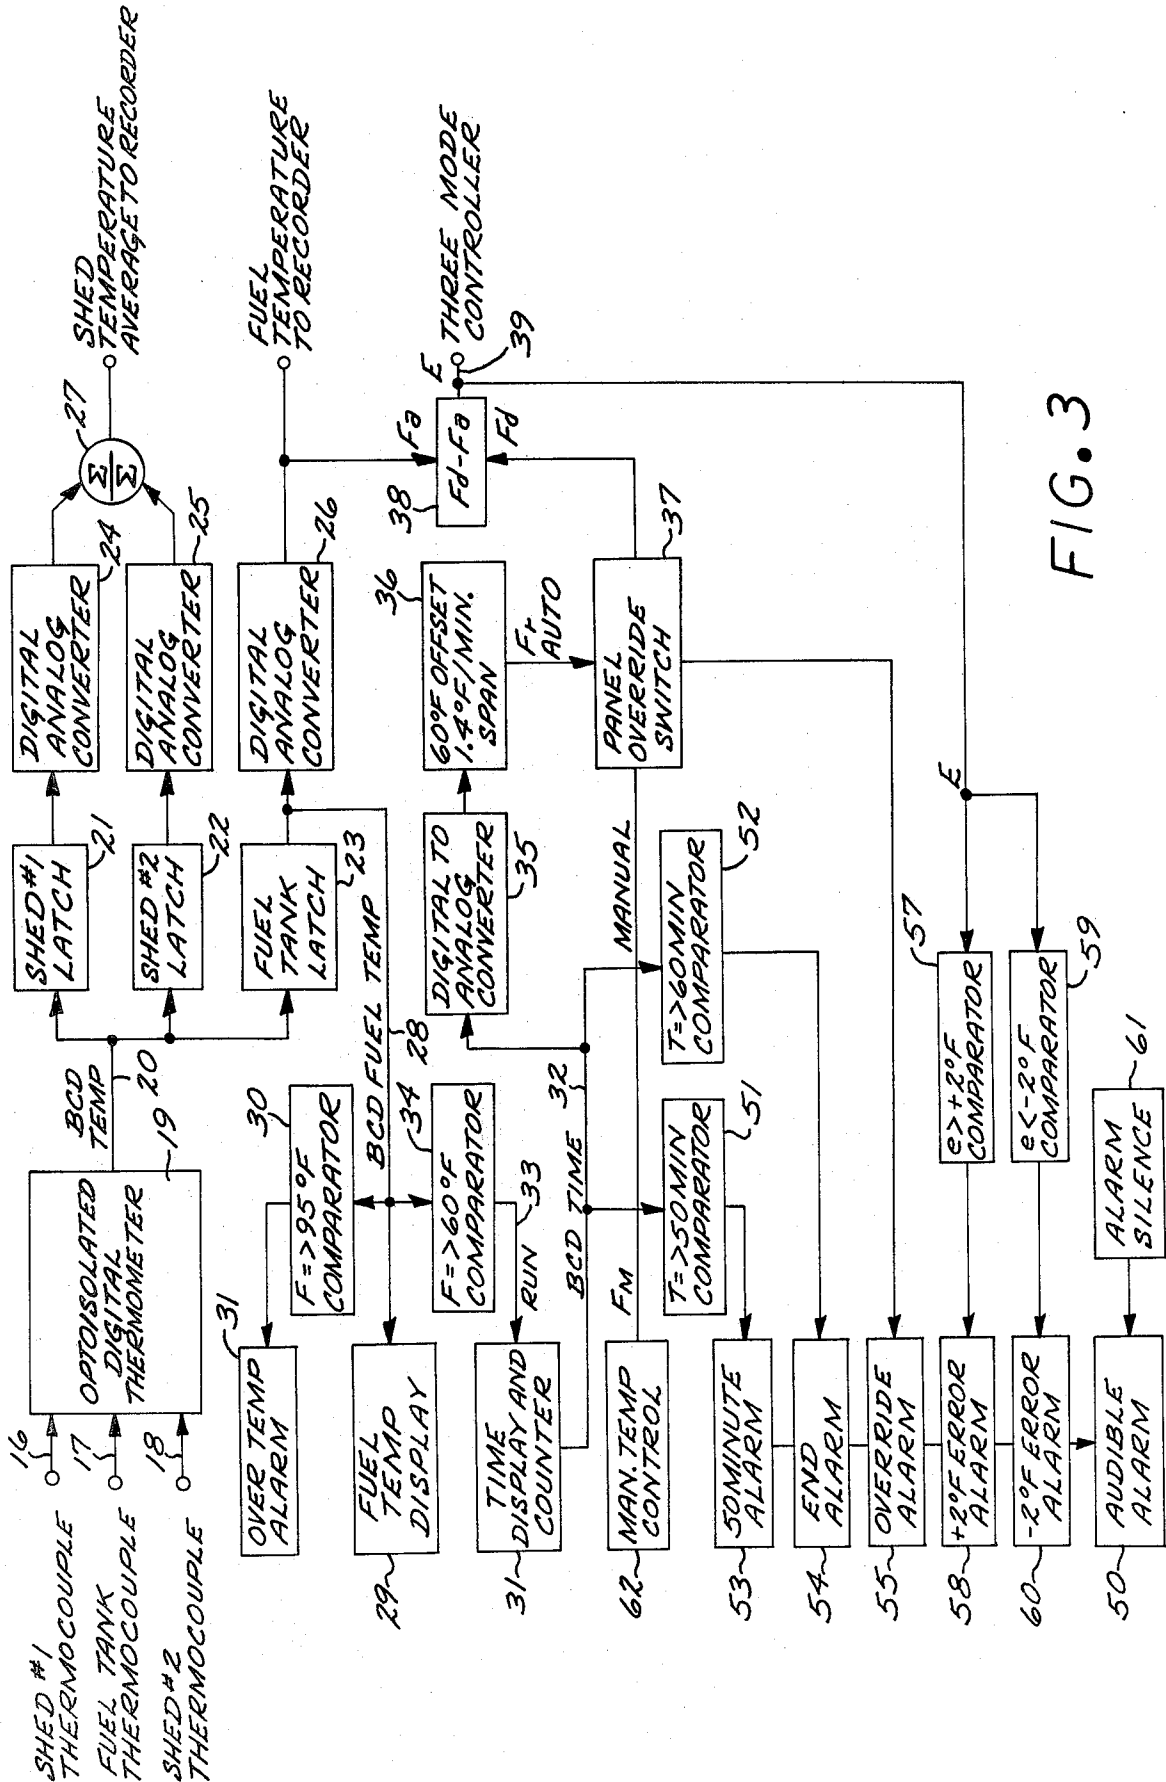 SHED #1
THERMOCOUPLE
16
FUEL TANK
THERMOCOUPLE
17
SHED #2
THERMOCOUPLE
18
OPTOISOLATED
DIGITAL
THERMOMETER
19
BCD
TEMP
20
SHED #1
LATCH
21
SHED #2
LATCH
22
FUEL
TANK
LATCH
23
DIGITAL
ANALOG
CONVERTER
24
DIGITAL
ANALOG
CONVERTER
25
DIGITAL
ANALOG
CONVERTER
26
Σ
Σ
27
SHED
TEMPERATURE
AVERAGE TO RECORDER
FUEL
TEMPERATURE
TO RECORDER
OVER TEMP
ALARM
31
F=>95°F
COMPARATOR
30
BCD FUEL TEMP
28
FUEL
TEMP
DISPLAY
29
F=>60°F
COMPARATOR
34
RUN
33
TIME
DISPLAY AND
COUNTER
31
BCD TIME
32
DIGITAL TO
ANALOG
CONVERTER
35
60°F OFFSET
1.4°F/MIN.
SPAN
36
Fr
AUTO
Fd-Fa
38
Fa
Fd
E
39
THREE MODE
CONTROLLER
MAN. TEMP
CONTROL
62
FM
MANUAL
PANEL
OVERRIDE
SWITCH
37
T=>50MIN
COMPARATOR
51
T=>60MIN
COMPARATOR
52
50 MINUTE
ALARM
53
END
ALARM
54
OVERRIDE
ALARM
55
+2°F ERROR
ALARM
58
e>+2°F
COMPARATOR
57
E
-2°F ERROR
ALARM
60
e<-2°F
COMPARATOR
59
AUDIBLE
ALARM
50
ALARM
SILENCE
61
FIG. 3